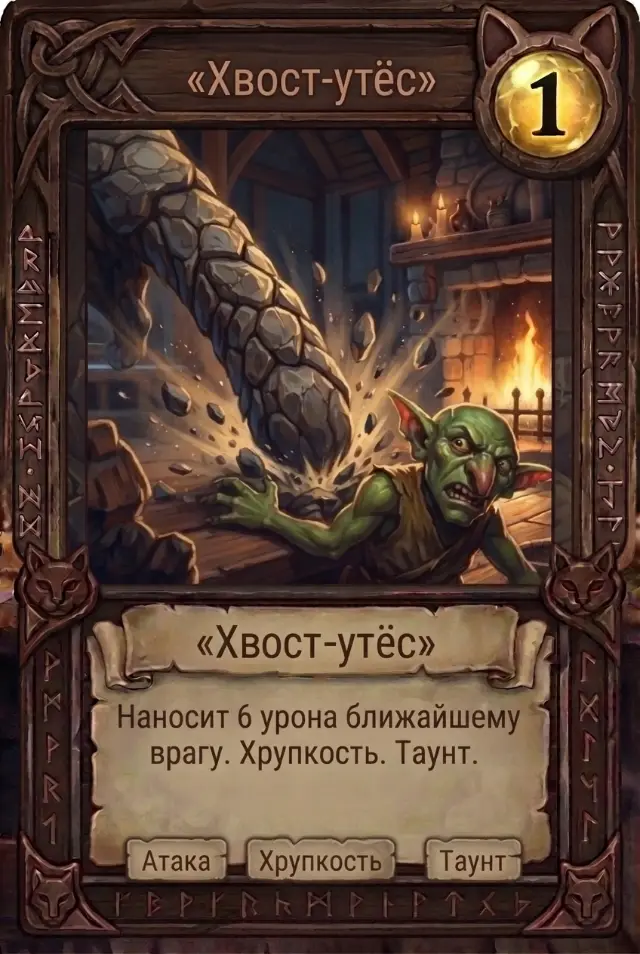 «Хвост-утёс»
1
«Хвост-утёс»
Наносит 6 урона ближайшему
врагу. Хрупкость. Таунт.
Атака Хрупкость Таунт